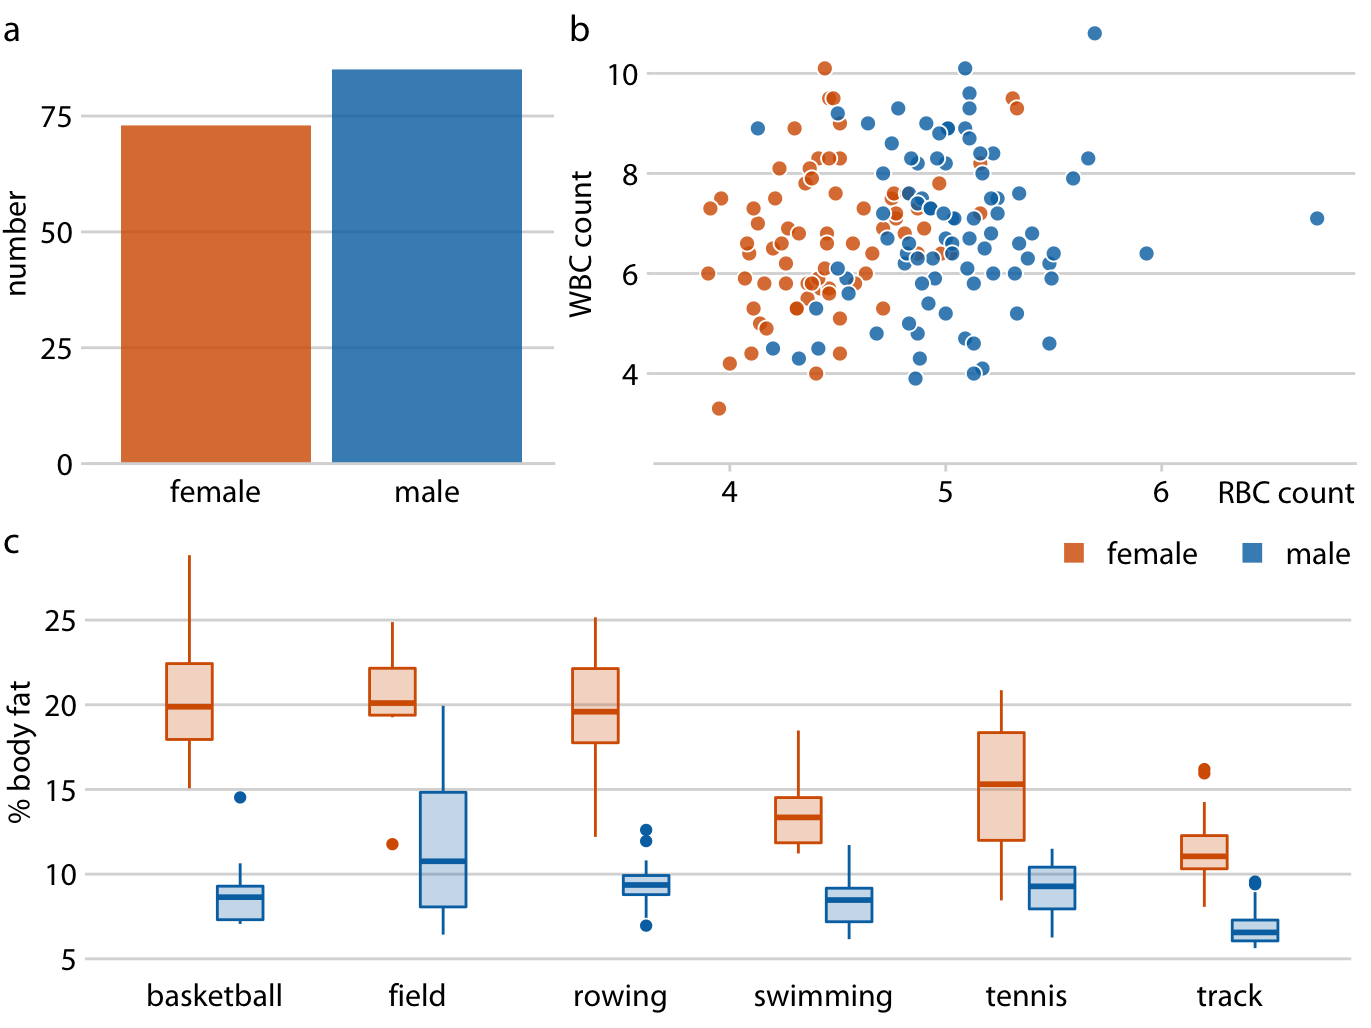 a
75
50
25
0
number
female male
b
10
8
6
4
WBC count
4 5 6 RBC count
c
female male
25
20
15
10
5
% body fat
basketball field rowing swimming tennis track